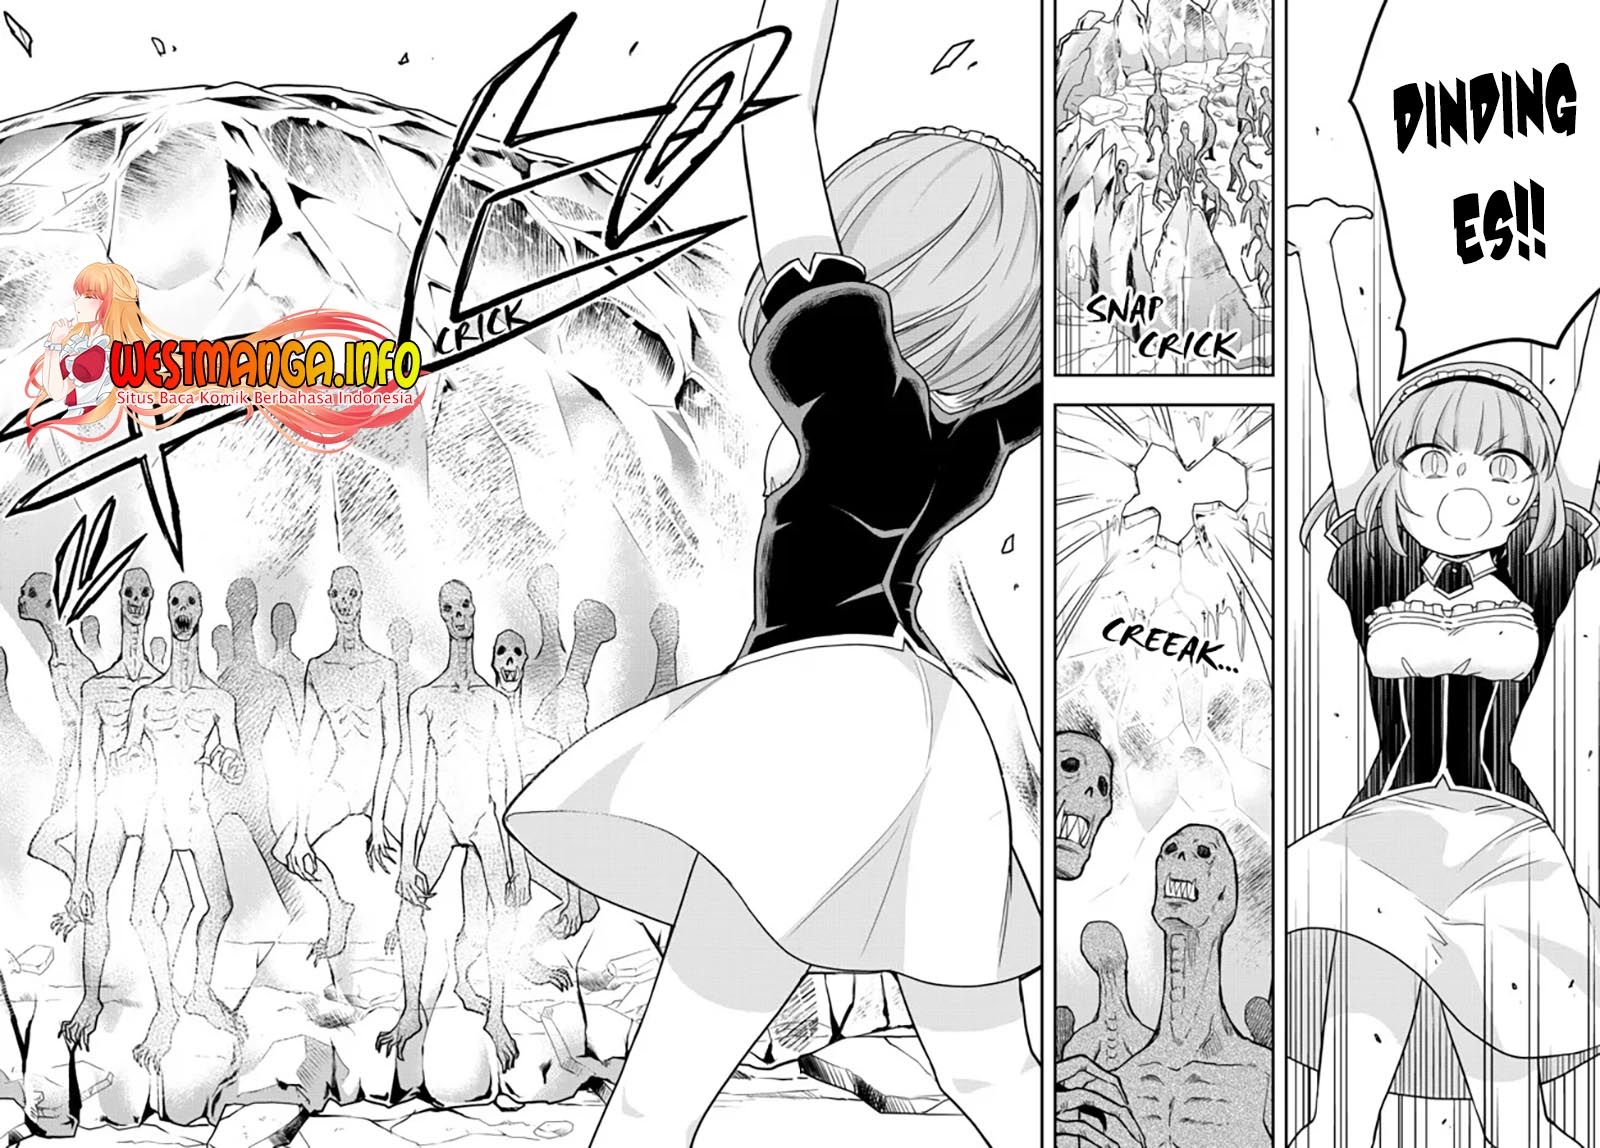 DINDING
ES!!
SNAP
CRICK
CREEAK...
CRICK
WESTMANGA.INFO
Situs Baca Komik Berbahasa Indonesia